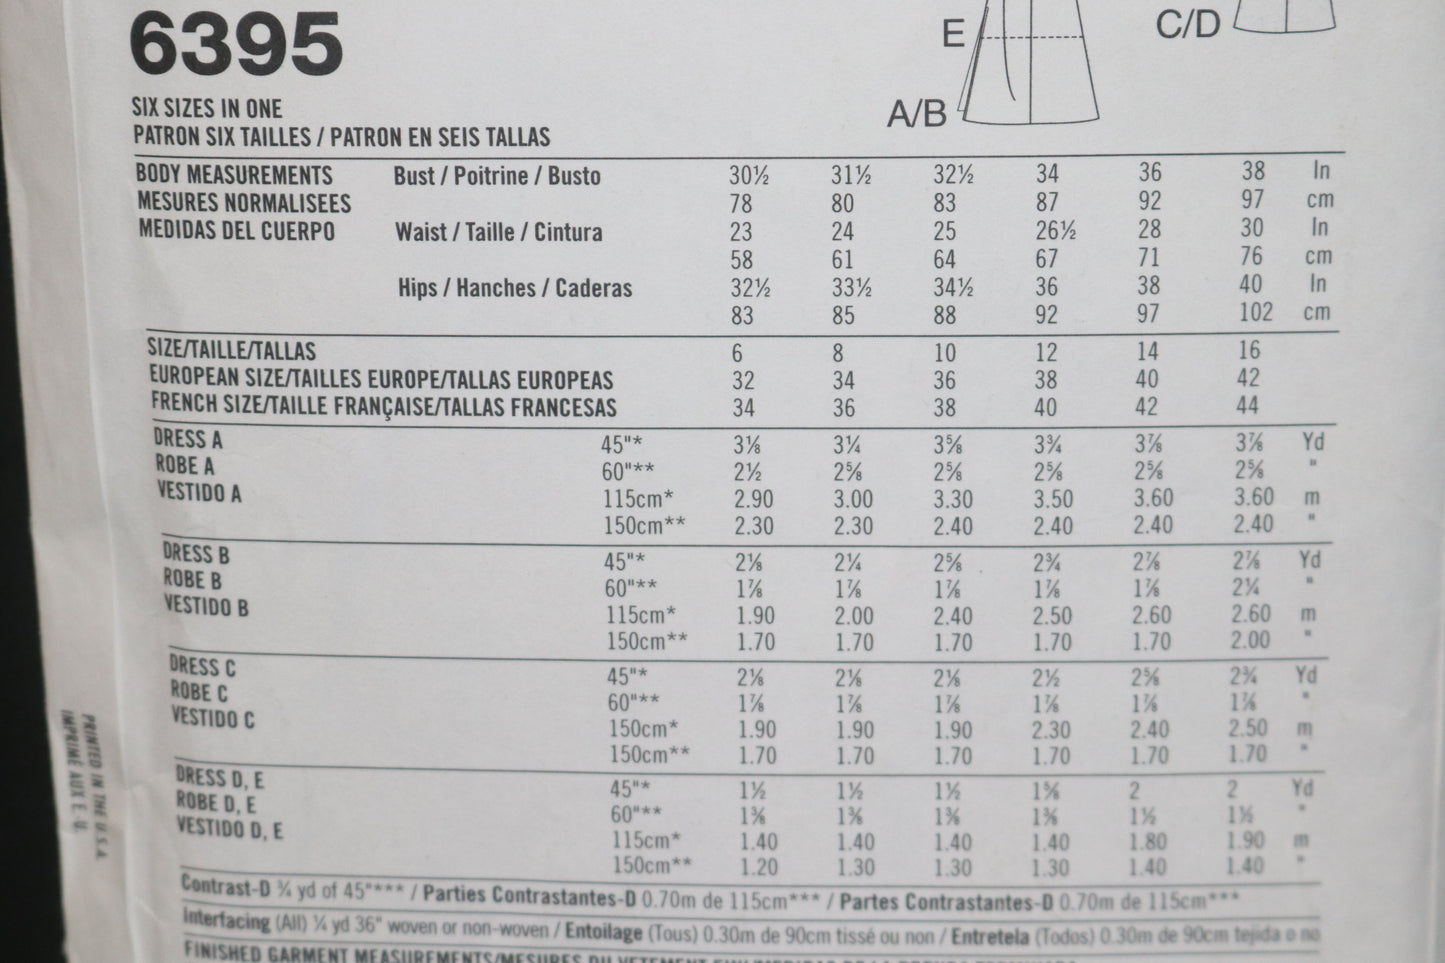 6395
E
A/B
C/D
SIX SIZES IN ONE
PATRON SIX TAILLES / PATRON EN SEIS TALLAS
BODY MEASUREMENTS Bust / Poitrine / Busto 30½ 31½ 32½ 34 36 38 In
MESURES NORMALISEES 78 80 83 87 92 97 cm
MEDIDAS DEL CUERPO Waist / Taille / Cintura 23 24 25 26½ 28 30 In
58 61 64 67 71 76 cm
Hips / Hanches / Caderas 32½ 33½ 34½ 36 38 40 In
83 85 88 92 97 102 cm
SIZE/TAILLE/TALLAS 6 8 10 12 14 16
EUROPEAN SIZE/TAILLES EUROPE/TALLAS EUROPEAS 32 34 36 38 40 42
FRENCH SIZE/TAILLE FRANÇAISE/TALLAS FRANCESAS 34 36 38 40 42 44
DRESS A 45"* 3⅛ 3¼ 3⅝ 3¾ 3⅞ 3⅞ Yd
ROBE A 60"** 2½ 2⅝ 2⅝ 2⅝ 2⅝ 2⅝ "
VESTIDO A 115cm* 2.90 3.00 3.30 3.50 3.60 3.60 m
150cm** 2.30 2.30 2.40 2.40 2.40 2.40 "
DRESS B 45"* 2⅛ 2¼ 2⅝ 2¾ 2⅞ 2⅞ Yd
ROBE B 60"** 1⅞ 1⅞ 1⅞ 1⅞ 1⅞ 2¼ "
VESTIDO B 115cm* 1.90 2.00 2.40 2.50 2.60 2.60 m
150cm** 1.70 1.70 1.70 1.70 1.70 2.00 "
DRESS C 45"* 2⅛ 2⅛ 2⅛ 2½ 2⅝ 2¾ Yd
ROBE C 60"** 1⅞ 1⅞ 1⅞ 1⅞ 1⅞ 1⅞ "
VESTIDO C 150cm* 1.90 1.90 1.90 2.30 2.40 2.50 m
150cm** 1.70 1.70 1.70 1.70 1.70 1.70 "
DRESS D, E 45"* 1½ 1½ 1½ 1⅝ 2 2 Yd
ROBE D, E 60"** 1⅜ 1⅜ 1⅜ 1⅜ 1½ 1½ "
VESTIDO D, E 115cm* 1.40 1.40 1.40 1.40 1.80 1.90 m
150cm** 1.20 1.30 1.30 1.30 1.40 1.40 "
Contrast-D ¾ yd of 45"*** / Parties Contrastantes-D 0.70m de 115cm*** / Partes Contrastantes-D 0.70m de 115cm***
Interfacing (All) ¼ yd 36" woven or non-woven / Entoilage (Tous) 0.30m de 90cm tissé ou non / Entretela (Todos) 0.30m de 90cm tejida o no
FINISHED GARMENT MEASUREMENTS/MESURES DU VETEMENT
PRINTED IN THE U.S.A.
IMPRIMÉ AUX É.-U.